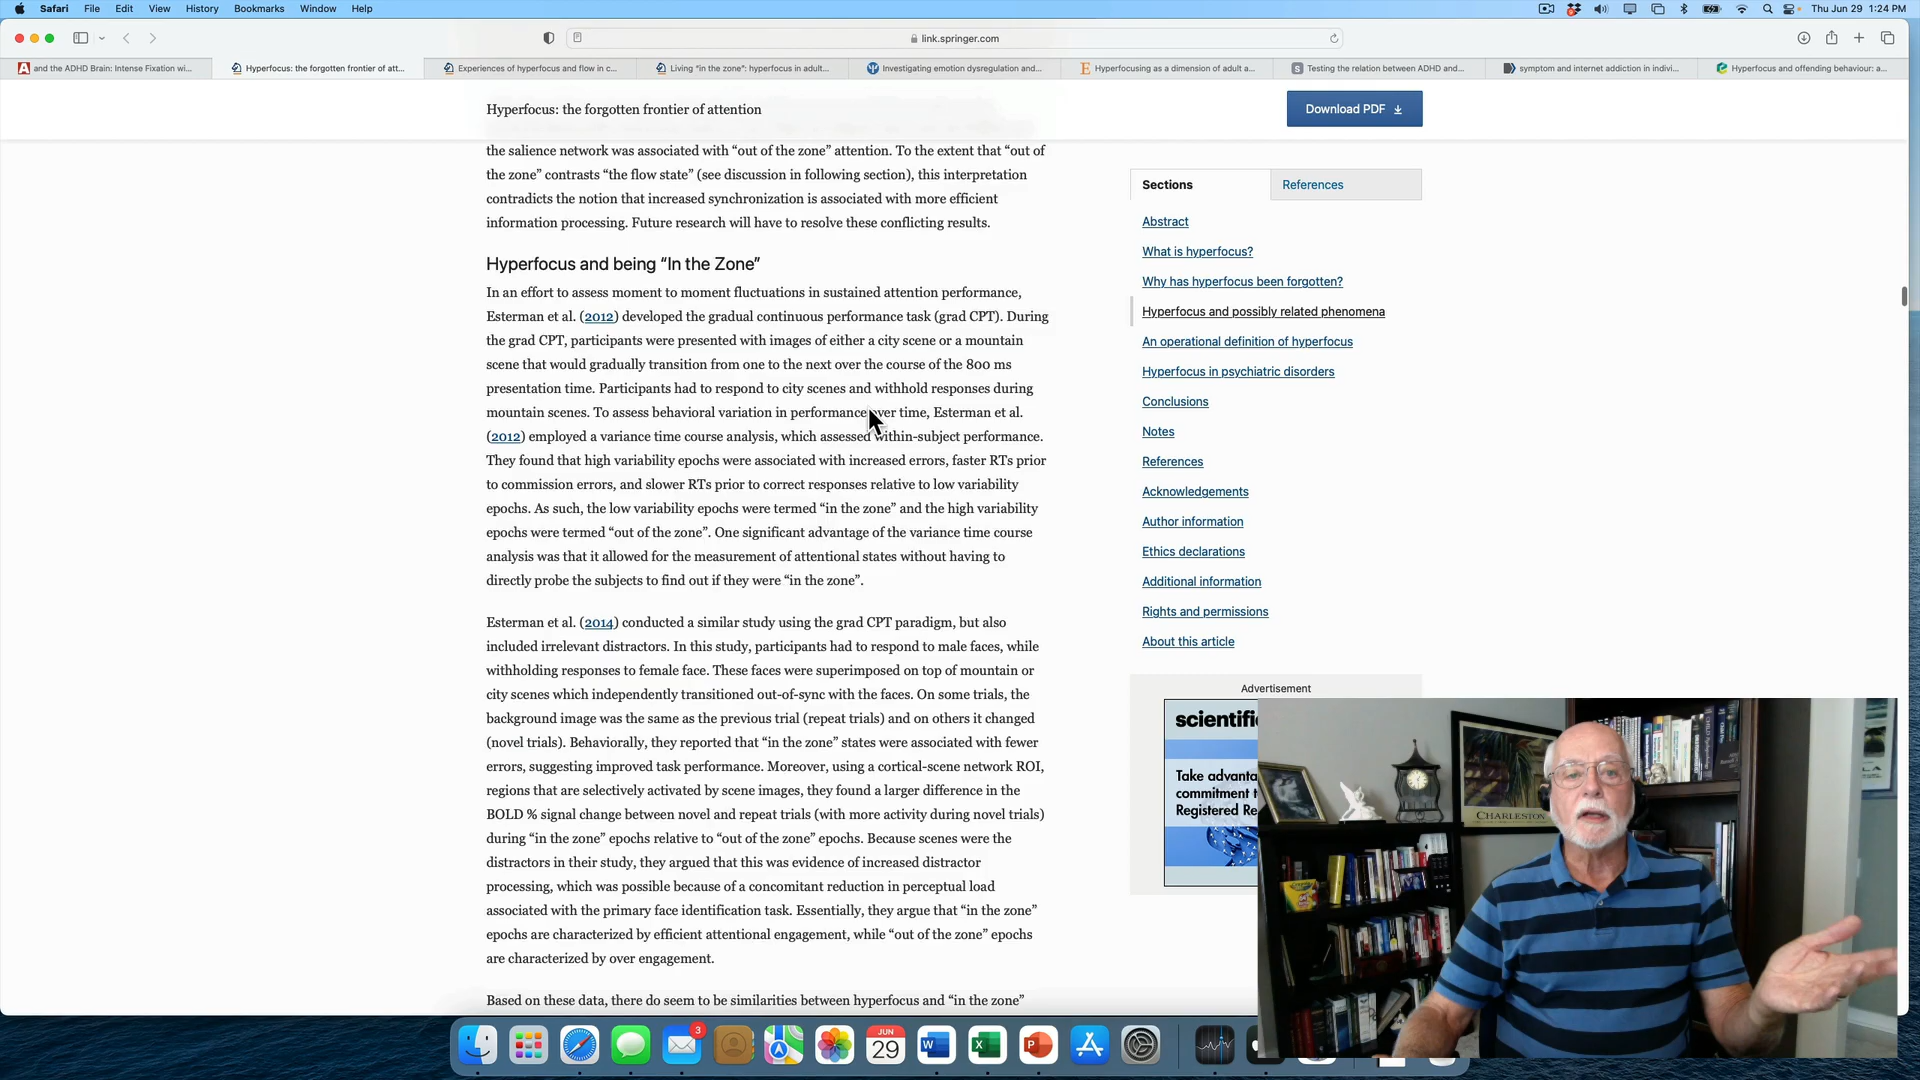 Safari File Edit View History Bookmarks Window Help
Thu Jun 29 1:24 PM
link.springer.com
and the ADHD Brain: Intense Fixation wi...
Hyperfocus: the forgotten frontier of att...
Experiences of hyperfocus and flow in c...
Living "in the zone": hyperfocus in adult...
Investigating emotion dysregulation and...
Hyperfocusing as a dimension of adult a...
Testing the relation between ADHD and...
symptom and internet addiction in indivi...
Hyperfocus and offending behaviour: a...
Hyperfocus: the forgotten frontier of attention
Download PDF
the salience network was associated with “out of the zone” attention. To the extent that “out of
the zone” contrasts “the flow state” (see discussion in following section), this interpretation
contradicts the notion that increased synchronization is associated with more efficient
information processing. Future research will have to resolve these conflicting results.
Hyperfocus and being “In the Zone”
In an effort to assess moment to moment fluctuations in sustained attention performance,
Esterman et al. (2012) developed the gradual continuous performance task (grad CPT). During
the grad CPT, participants were presented with images of either a city scene or a mountain
scene that would gradually transition from one to the next over the course of the 800 ms
presentation time. Participants had to respond to city scenes and withhold responses during
mountain scenes. To assess behavioral variation in performance over time, Esterman et al.
(2012) employed a variance time course analysis, which assessed within-subject performance.
They found that high variability epochs were associated with increased errors, faster RTs prior
to commission errors, and slower RTs prior to correct responses relative to low variability
epochs. As such, the low variability epochs were termed “in the zone” and the high variability
epochs were termed “out of the zone”. One significant advantage of the variance time course
analysis was that it allowed for the measurement of attentional states without having to
directly probe the subjects to find out if they were “in the zone”.
Esterman et al. (2014) conducted a similar study using the grad CPT paradigm, but also
included irrelevant distractors. In this study, participants had to respond to male faces, while
withholding responses to female face. These faces were superimposed on top of mountain or
city scenes which independently transitioned out-of-sync with the faces. On some trials, the
background image was the same as the previous trial (repeat trials) and on others it changed
(novel trials). Behaviorally, they reported that “in the zone” states were associated with fewer
errors, suggesting improved task performance. Moreover, using a cortical-scene network ROI,
regions that are selectively activated by scene images, they found a larger difference in the
BOLD % signal change between novel and repeat trials (with more activity during novel trials)
during “in the zone” epochs relative to “out of the zone” epochs. Because scenes were the
distractors in their study, they argued that this was evidence of increased distractor
processing, which was possible because of a concomitant reduction in perceptual load
associated with the primary face identification task. Essentially, they argue that “in the zone”
epochs are characterized by efficient attentional engagement, while “out of the zone” epochs
are characterized by over engagement.
Based on these data, there do seem to be similarities between hyperfocus and “in the zone”
Sections
References
Abstract
What is hyperfocus?
Why has hyperfocus been forgotten?
Hyperfocus and possibly related phenomena
An operational definition of hyperfocus
Hyperfocus in psychiatric disorders
Conclusions
Notes
References
Acknowledgements
Author information
Ethics declarations
Additional information
Rights and permissions
About this article
Advertisement
scientifi
Take advanta
commitment t
Registered Re
CHARLESTON
3
JUN
29